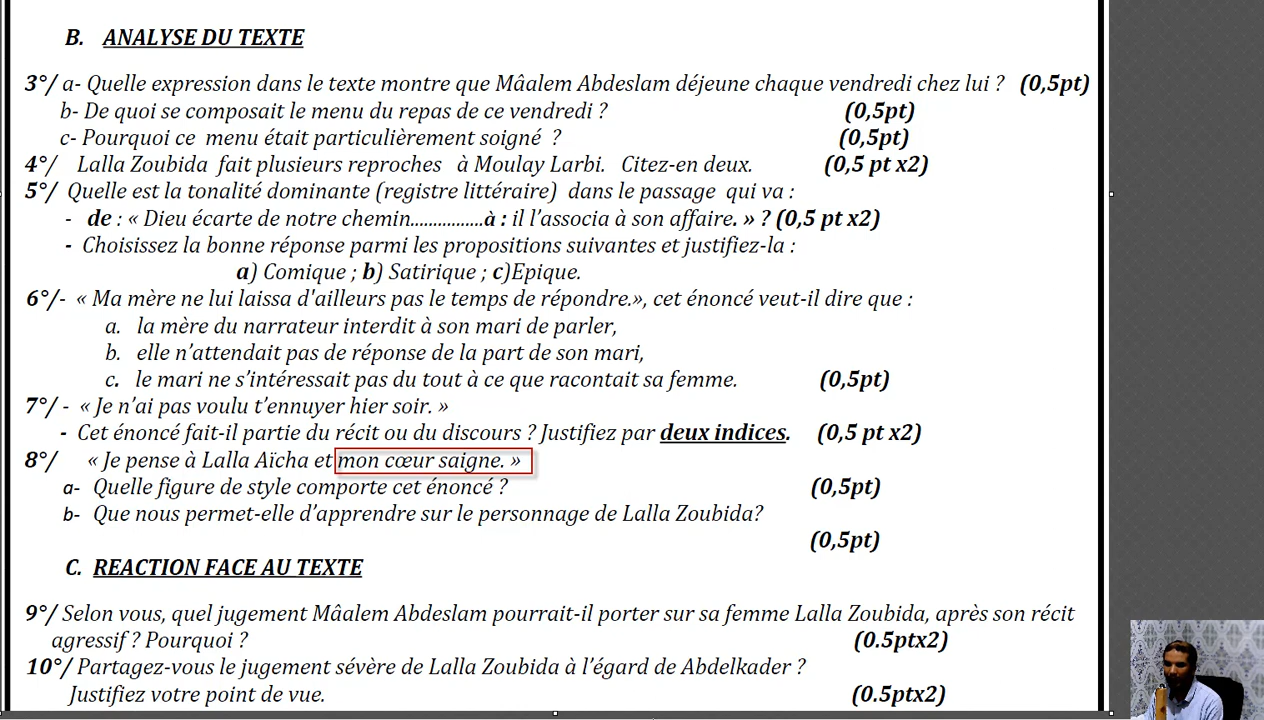 B. ANALYSE DU TEXTE
3°/ a- Quelle expression dans le texte montre que Mâalem Abdeslam déjeune chaque vendredi chez lui ? (0,5pt)
b- De quoi se composait le menu du repas de ce vendredi ? (0,5pt)
c- Pourquoi ce menu était particulièrement soigné ? (0,5pt)
4°/ Lalla Zoubida fait plusieurs reproches à Moulay Larbi. Citez-en deux. (0,5 pt x2)
5°/ Quelle est la tonalité dominante (registre littéraire) dans le passage qui va :
- de : « Dieu écarte de notre chemin................à : il l'associa à son affaire. » ? (0,5 pt x2)
- Choisissez la bonne réponse parmi les propositions suivantes et justifiez-la :
a) Comique ; b) Satirique ; c)Epique.
6°/- « Ma mère ne lui laissa d'ailleurs pas le temps de répondre.», cet énoncé veut-il dire que :
a. la mère du narrateur interdit à son mari de parler,
b. elle n'attendait pas de réponse de la part de son mari,
c. le mari ne s'intéressait pas du tout à ce que racontait sa femme. (0,5pt)
7°/ - « Je n'ai pas voulu t'ennuyer hier soir. »
- Cet énoncé fait-il partie du récit ou du discours ? Justifiez par deux indices. (0,5 pt x2)
8°/ « Je pense à Lalla Aïcha et mon cœur saigne. »
a- Quelle figure de style comporte cet énoncé ? (0,5pt)
b- Que nous permet-elle d'apprendre sur le personnage de Lalla Zoubida?
(0,5pt)
C. REACTION FACE AU TEXTE
9°/ Selon vous, quel jugement Mâalem Abdeslam pourrait-il porter sur sa femme Lalla Zoubida, après son récit
agressif ? Pourquoi ? (0.5ptx2)
10°/ Partagez-vous le jugement sévère de Lalla Zoubida à l'égard de Abdelkader ?
Justifiez votre point de vue. (0.5ptx2)